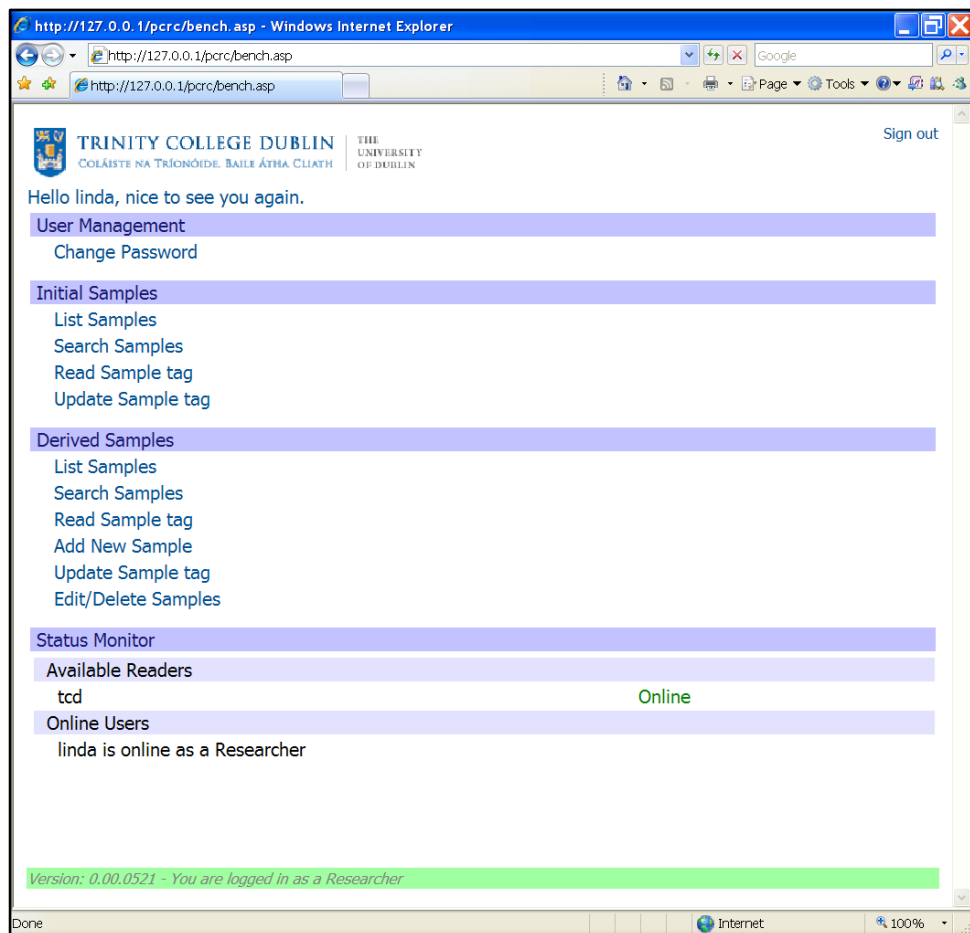 http://127.0.0.1/pcrc/bench.asp - Windows Internet Explorer
http://127.0.0.1/pcrc/bench.asp
Google
http://127.0.0.1/pcrc/bench.asp
Page
Tools
TRINITY COLLEGE DUBLIN
COLÁISTE NA TRÍONÓIDE, BAILE ÁTHA CLIATH
THE
UNIVERSITY
OF DUBLIN
Sign out
Hello linda, nice to see you again.
User Management
Change Password
Initial Samples
List Samples
Search Samples
Read Sample tag
Update Sample tag
Derived Samples
List Samples
Search Samples
Read Sample tag
Add New Sample
Update Sample tag
Edit/Delete Samples
Status Monitor
Available Readers
tcd Online
Online Users
linda is online as a Researcher
Version: 0.00.0521 - You are logged in as a Researcher
Done Internet 100%